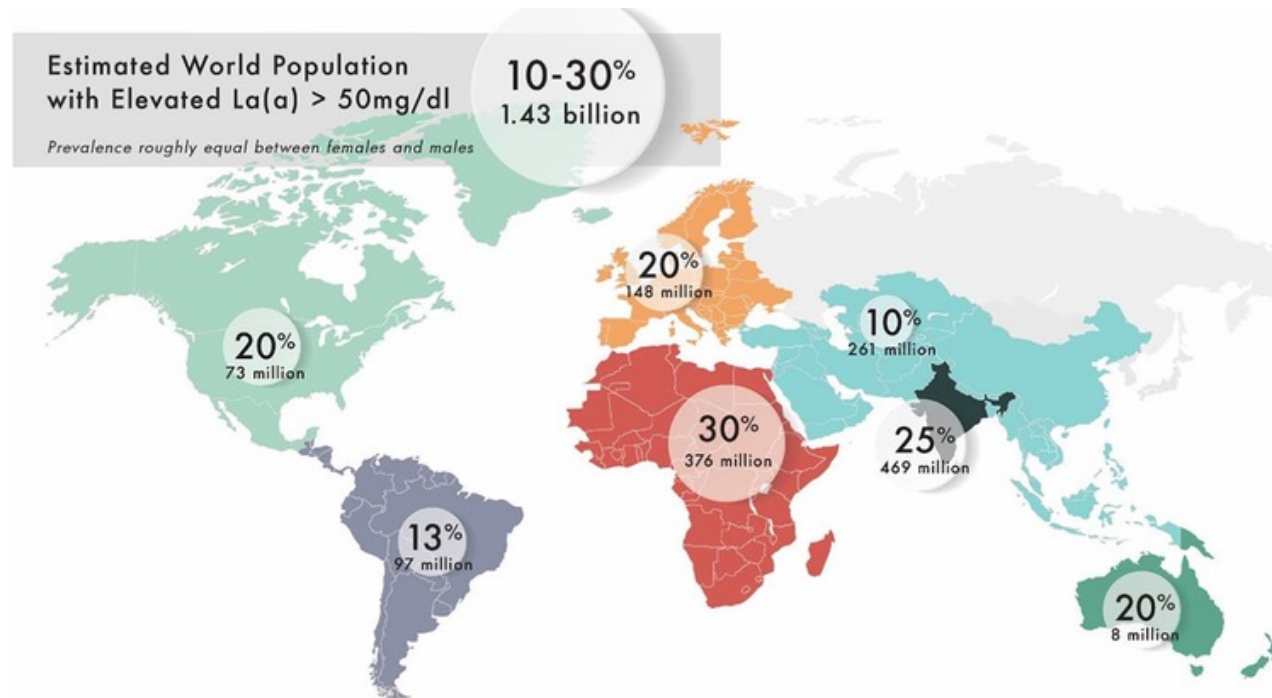 Estimated World Population
with Elevated La(a) > 50mg/dl
Prevalence roughly equal between females and males
10-30%
1.43 billion
20%
148 million
10%
261 million
20%
73 million
30%
376 million
25%
469 million
13%
97 million
20%
8 million